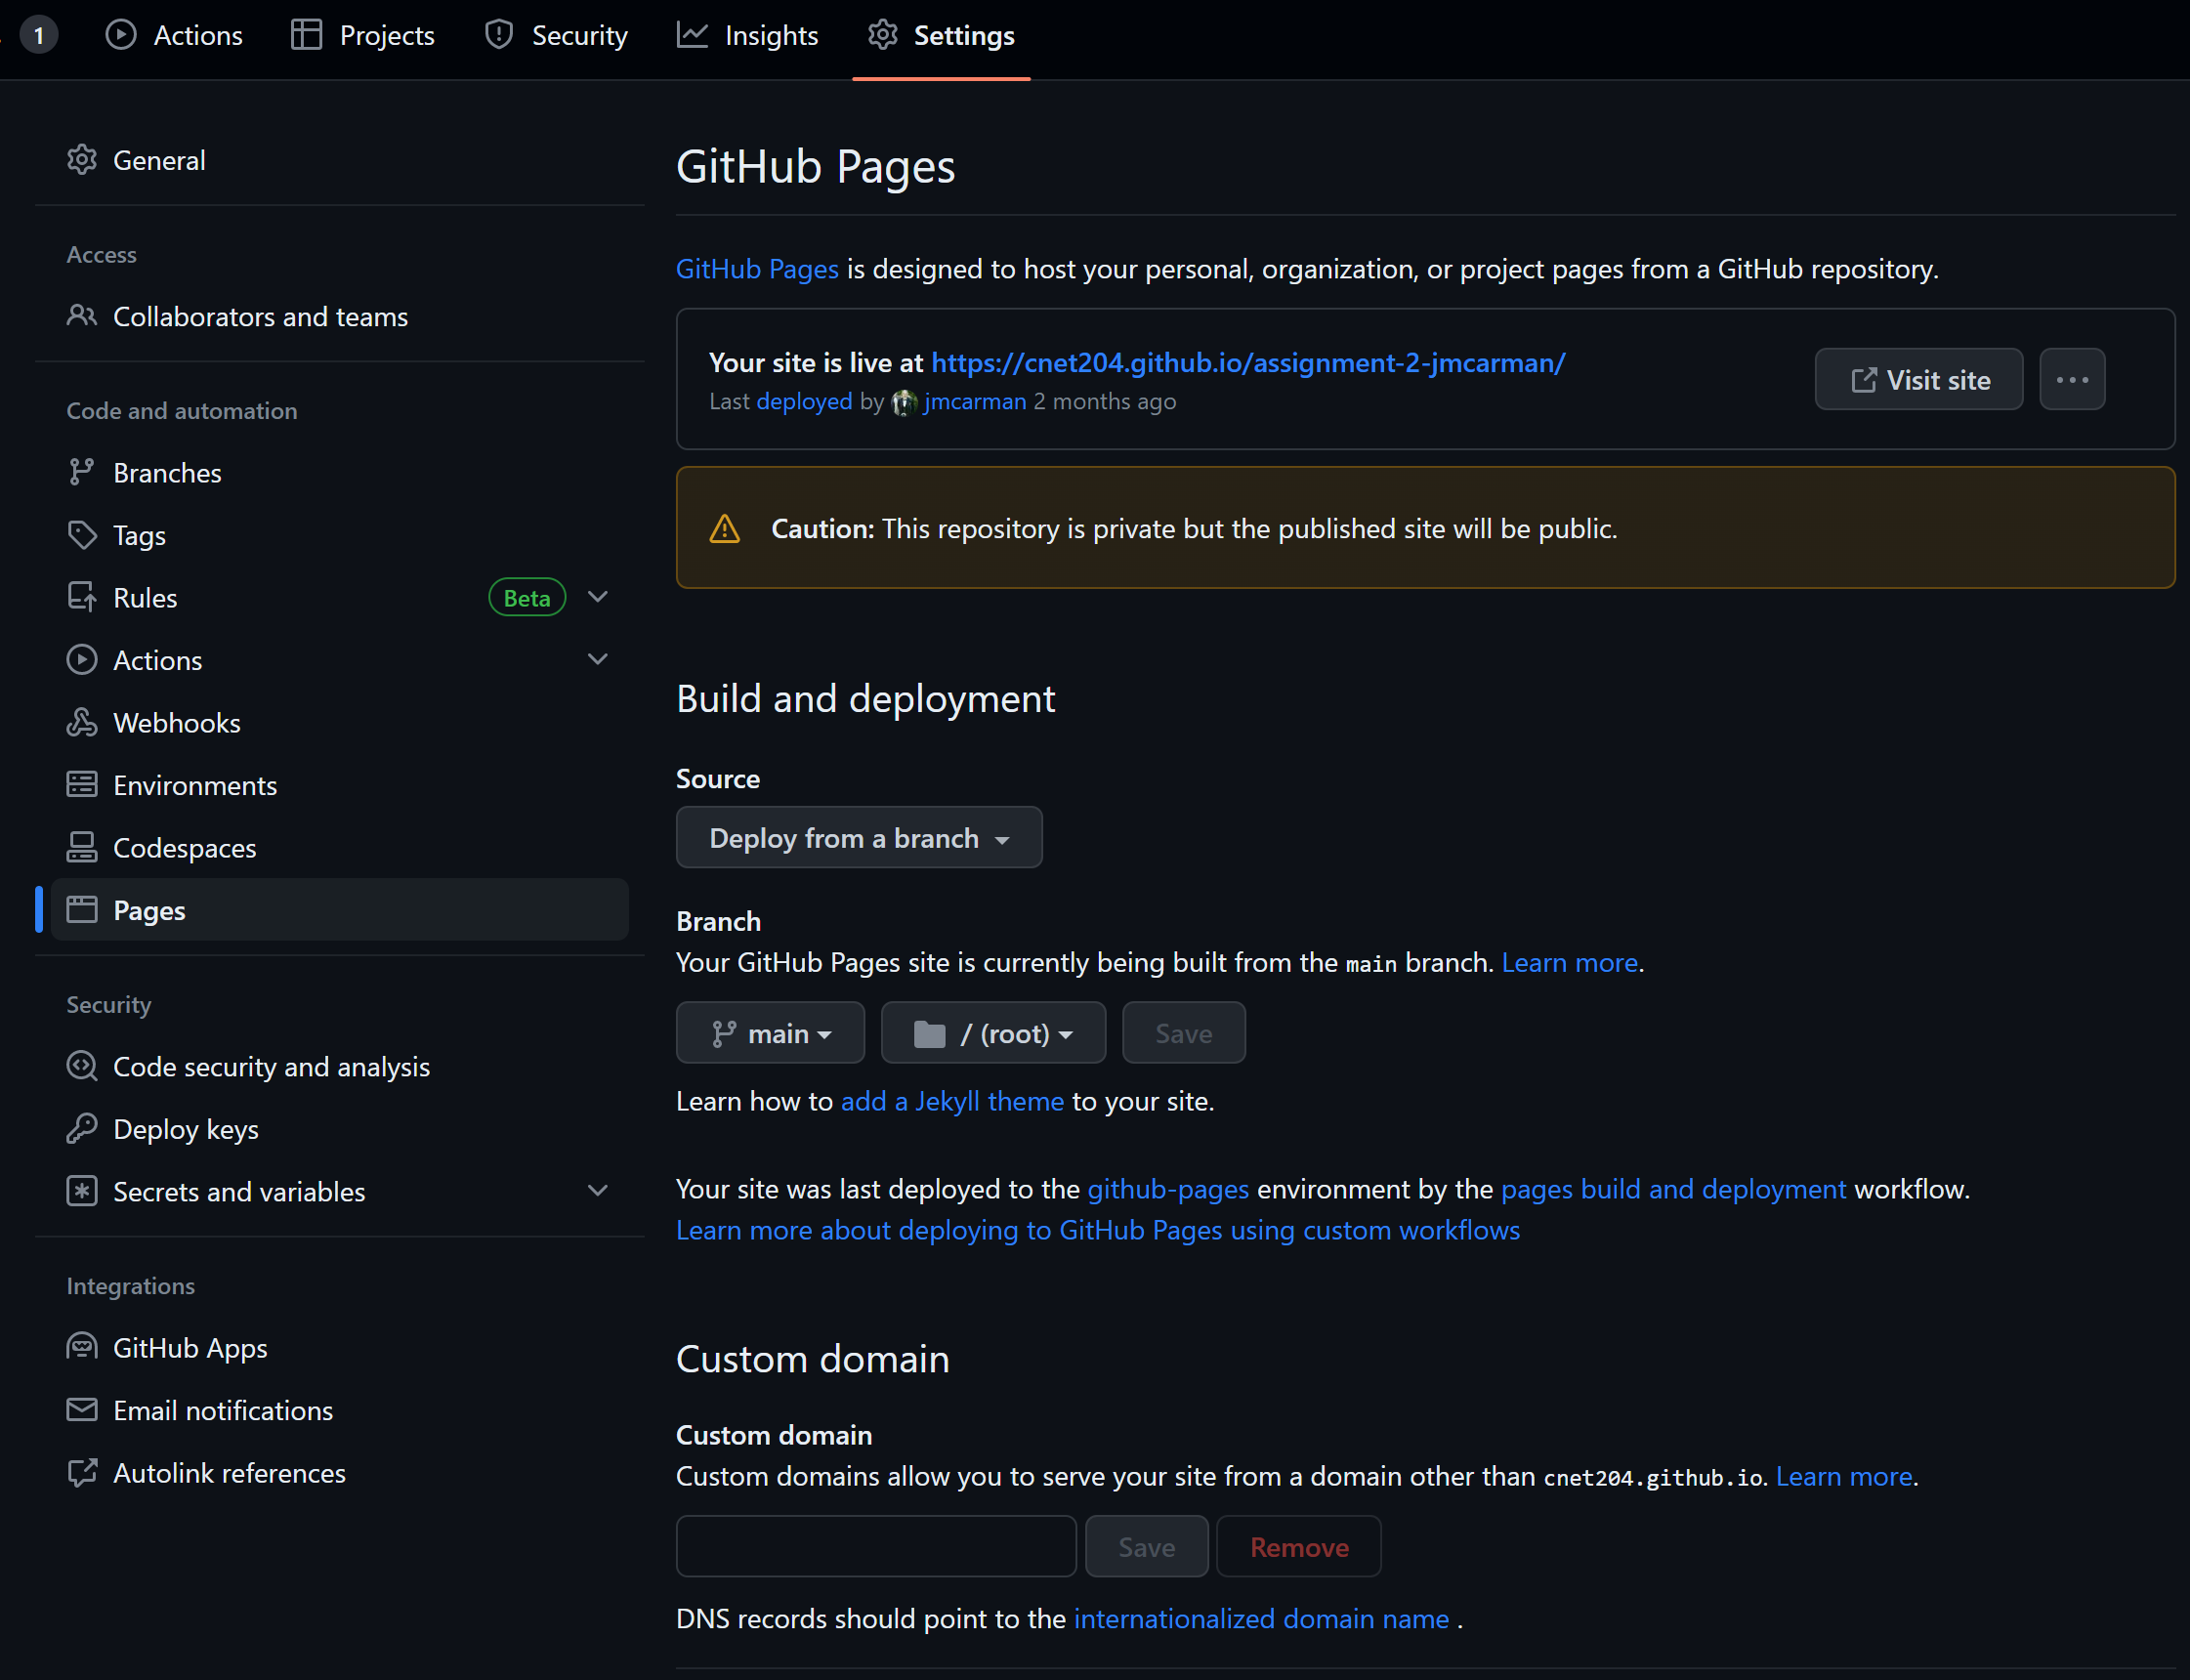 1 Actions Projects Security Insights Settings
General
Access
Collaborators and teams
Code and automation
Branches
Tags
Rules Beta
Actions
Webhooks
Environments
Codespaces
Pages
Security
Code security and analysis
Deploy keys
Secrets and variables
Integrations
GitHub Apps
Email notifications
Autolink references
GitHub Pages
GitHub Pages is designed to host your personal, organization, or project pages from a GitHub repository.
Your site is live at https://cnet204.github.io/assignment-2-jmcarman/
Last deployed by jmcarman 2 months ago
Visit site
Caution: This repository is private but the published site will be public.
Build and deployment
Source
Deploy from a branch
Branch
Your GitHub Pages site is currently being built from the main branch. Learn more.
main / (root) Save
Learn how to add a Jekyll theme to your site.
Your site was last deployed to the github-pages environment by the pages build and deployment workflow.
Learn more about deploying to GitHub Pages using custom workflows
Custom domain
Custom domain
Custom domains allow you to serve your site from a domain other than cnet204.github.io. Learn more.
Save Remove
DNS records should point to the internationalized domain name .